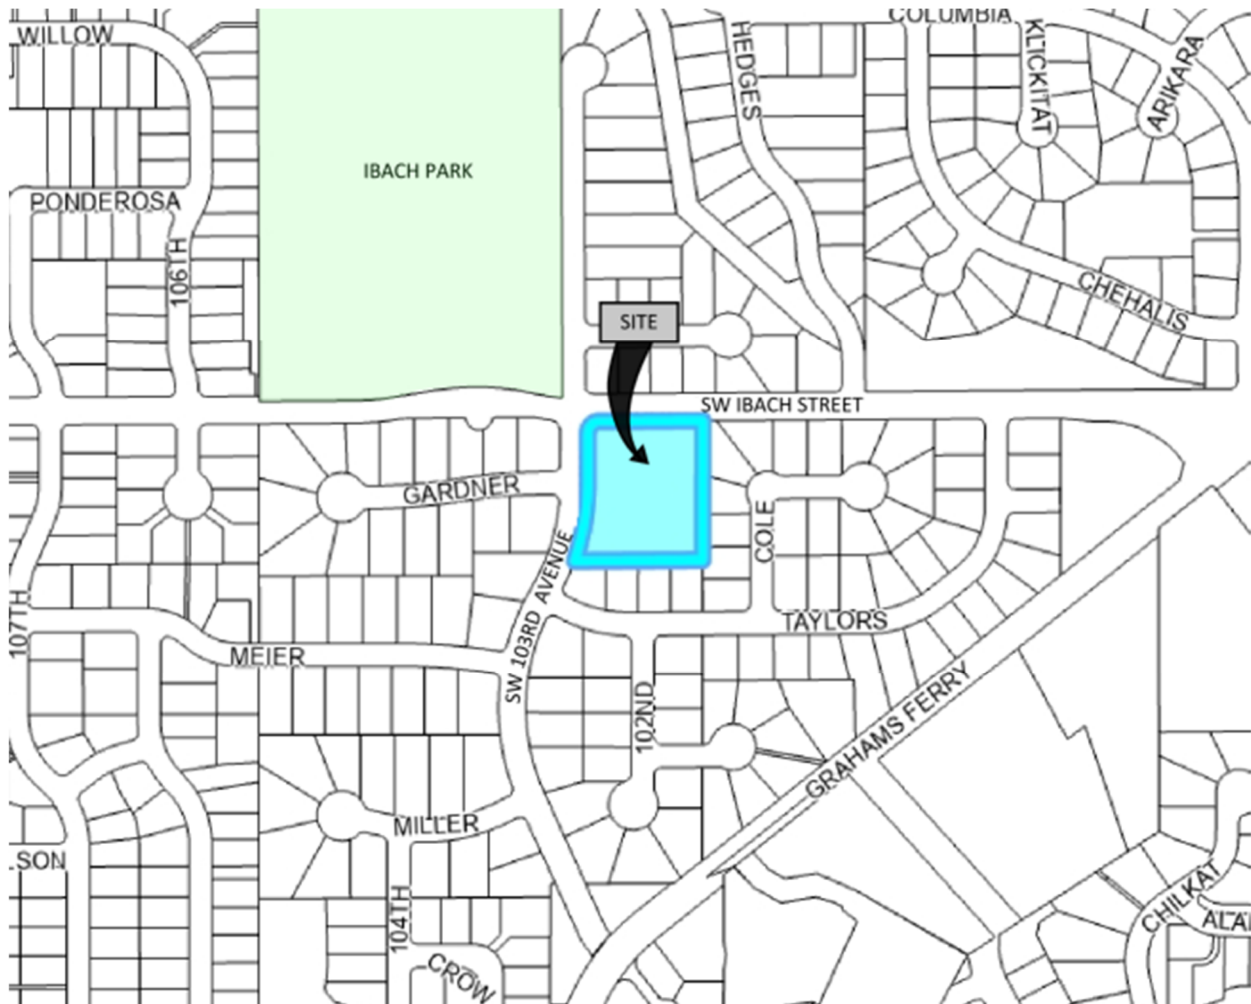 COLUMBIA
WILLOW
HEDGES
KLICKITAT
ARIKARA
IBACH PARK
PONDEROSA
106TH
CHEHALIS
SITE
SW IBACH STREET
GARDNER
COLE
SW 103RD AVENUE
107TH
TAYLORS
MEIER
102ND
GRAHAMS FERRY
MILLER
LSON
CHILKAT
ALA
104TH
CROW